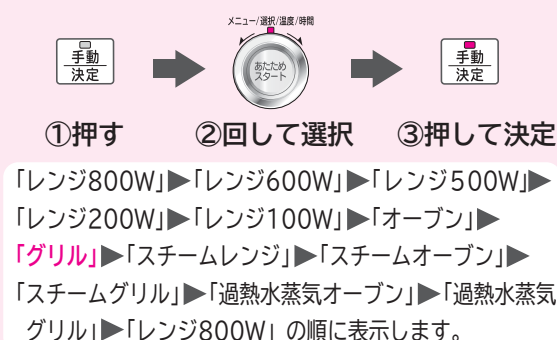 メニュー/選択/温度/時間
手動
決定
あたため
スタート
手動
決定
①押す
②回して選択
③押して決定
「レンジ800W」▶「レンジ600W」▶「レンジ500W」▶
「レンジ200W」▶「レンジ100W」▶「オーブン」▶
「グリル」▶「スチームレンジ」▶「スチームオーブン」▶
「スチームグリル」▶「過熱水蒸気オーブン」▶「過熱水蒸気
グリル」▶「レンジ800W」の順に表示します。